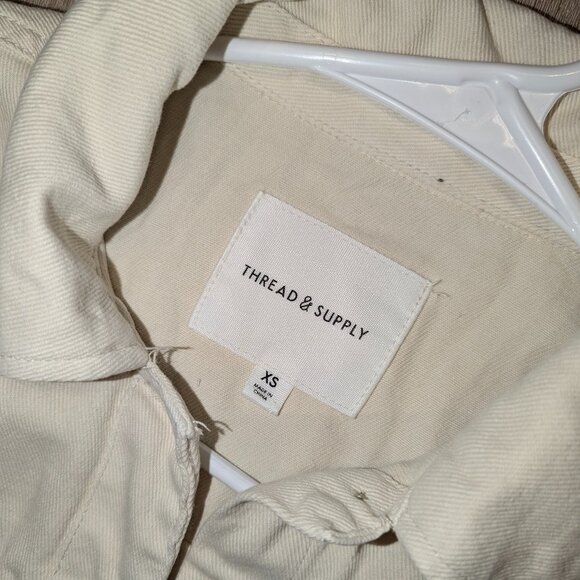 THREAD & SUPPLY
XS
MADE IN
CHINA